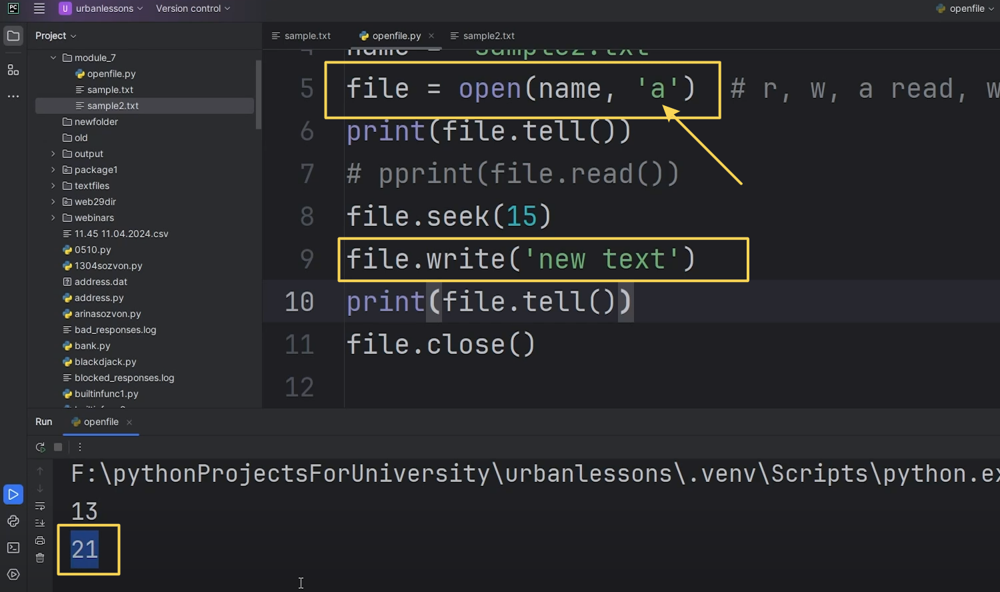 PC
U urbanlessons
Version control
openfile
Project
module_7
openfile.py
sample.txt
sample2.txt
newfolder
old
output
package1
textfiles
web29dir
webinars
11.45 11.04.2024.csv
0510.py
1304sozvon.py
address.dat
address.py
arinasozvon.py
bad_responses.log
bank.py
blackdjack.py
blocked_responses.log
builtinfunc1.py
sample.txt
openfile.py
sample2.txt
4 name = 'sample2.txt'
5 file = open(name, 'a') # r, w, a read, w
6 print(file.tell())
7 # pprint(file.read())
8 file.seek(15)
9 file.write('new text')
10 print(file.tell())
11 file.close()
12
Run
openfile
F:\pythonProjectsForUniversity\urbanlessons\.venv\Scripts\python.ex
13
21